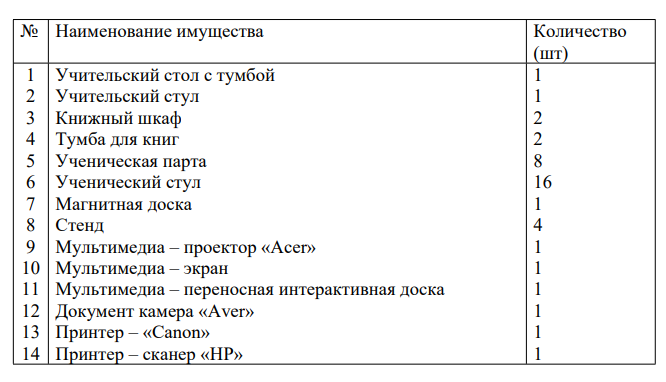 № Наименование имущества Количество
(шт)
1 Учительский стол с тумбой 1
2 Учительский стул 1
3 Книжный шкаф 2
4 Тумба для книг 2
5 Ученическая парта 8
6 Ученический стул 16
7 Магнитная доска 1
8 Стенд 4
9 Мультимедиа – проектор «Acer» 1
10 Мультимедиа – экран 1
11 Мультимедиа – переносная интерактивная доска 1
12 Документ камера «Aver» 1
13 Принтер – «Canon» 1
14 Принтер – сканер «HP» 1